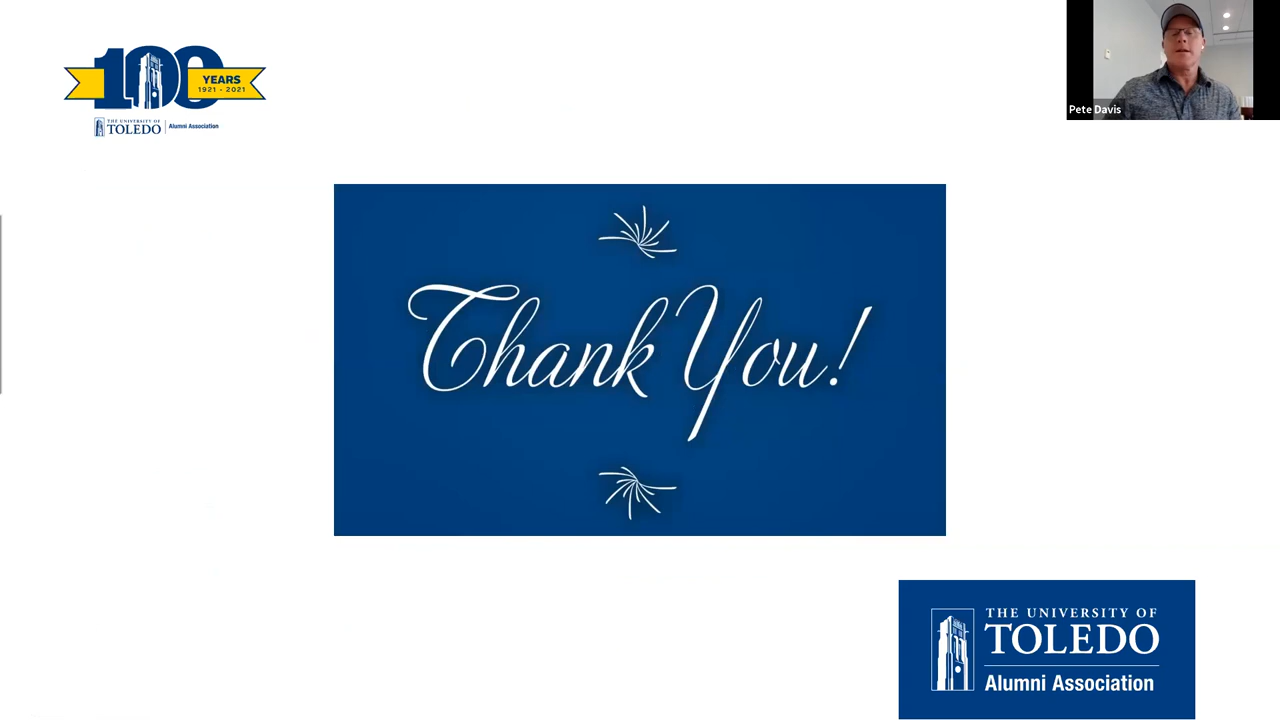 100
YEARS
1921 - 2021
THE UNIVERSITY OF
TOLEDO
Alumni Association
Pete Davis
Thank You!
THE UNIVERSITY OF
TOLEDO
Alumni Association